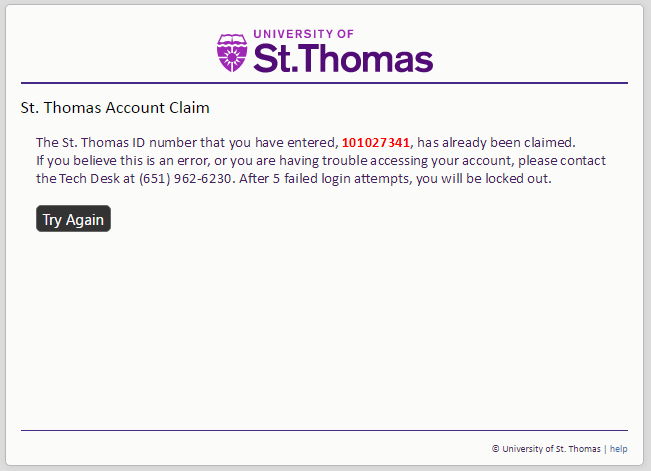 UNIVERSITY OF
St.Thomas
St. Thomas Account Claim
The St. Thomas ID number that you have entered, 101027341, has already been claimed.
If you believe this is an error, or you are having trouble accessing your account, please contact
the Tech Desk at (651) 962-6230. After 5 failed login attempts, you will be locked out.
Try Again
© University of St. Thomas | help